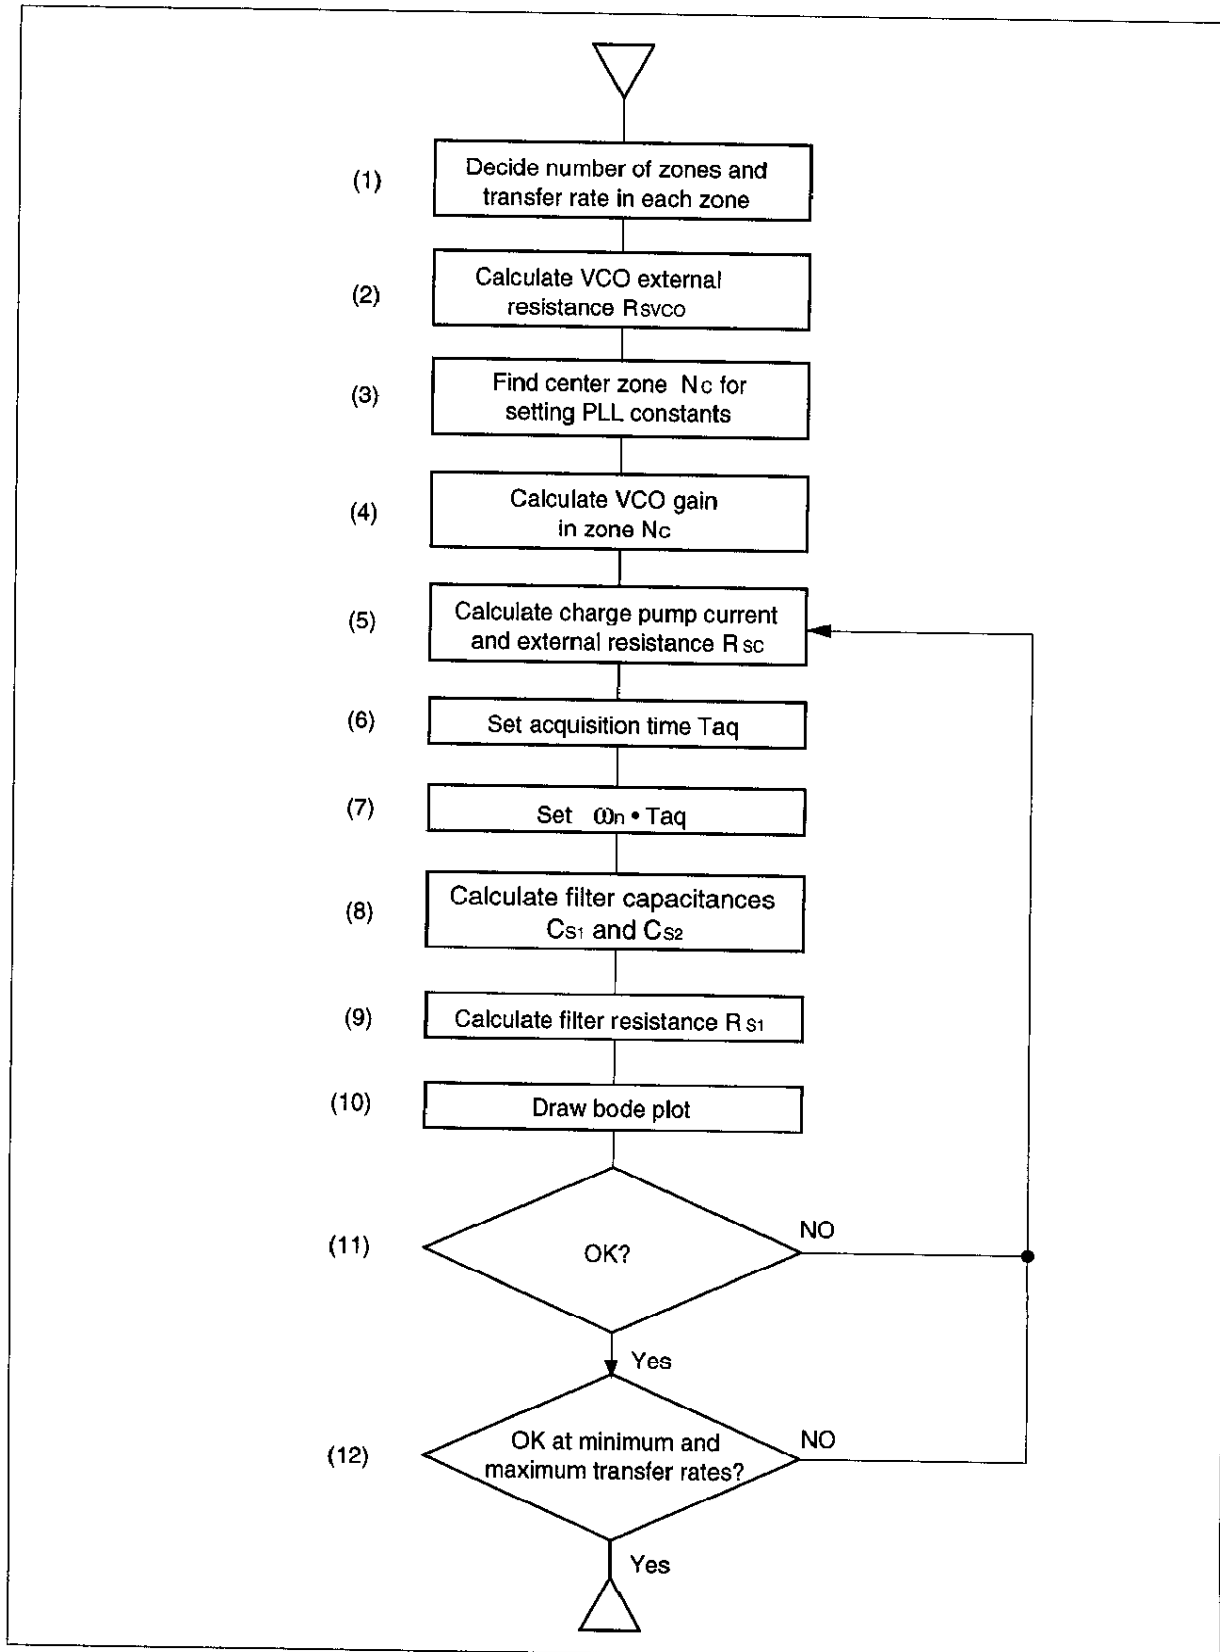 (1)
Decide number of zones and
transfer rate in each zone
(2)
Calculate VCO external
resistance RSVCO
(3)
Find center zone Nc for
setting PLL constants
(4)
Calculate VCO gain
in zone Nc
(5)
Calculate charge pump current
and external resistance RSC
(6)
Set acquisition time Taq
(7)
Set ωn • Taq
(8)
Calculate filter capacitances
CS1 and CS2
(9)
Calculate filter resistance RS1
(10)
Draw bode plot
(11)
OK?
NO
Yes
(12)
OK at minimum and
maximum transfer rates?
NO
Yes